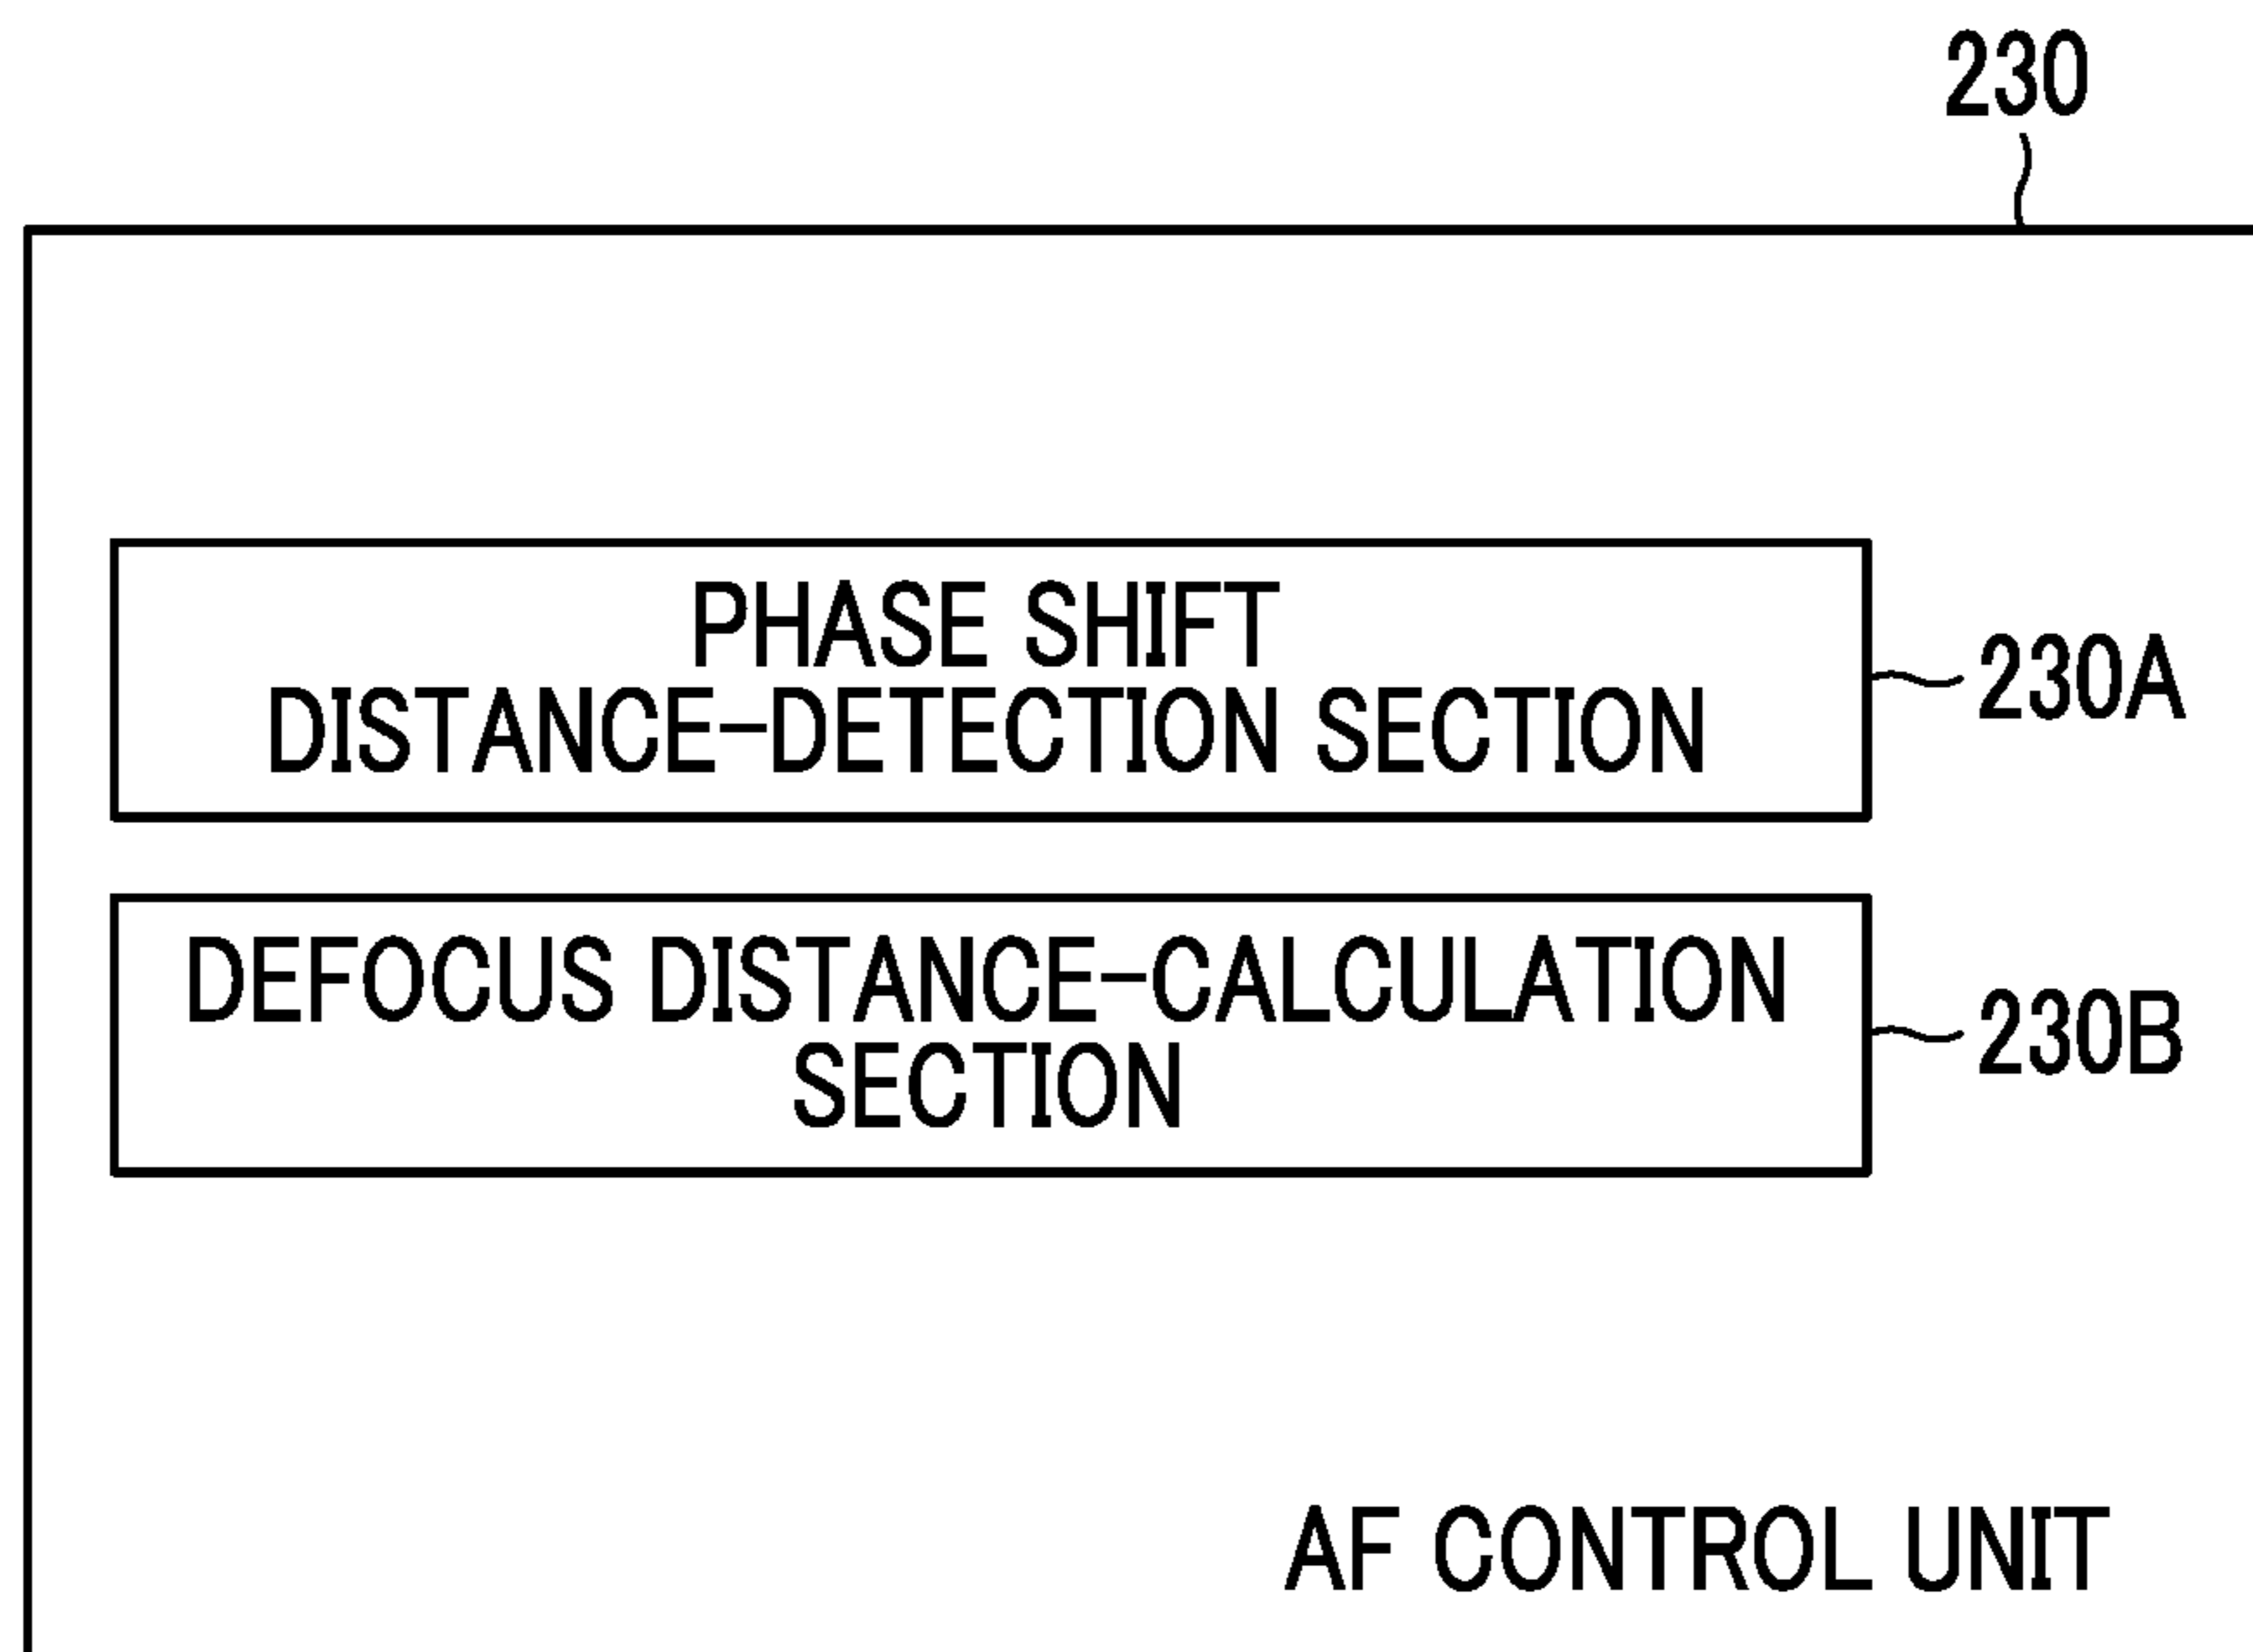 230
PHASE SHIFT
DISTANCE-DETECTION SECTION
230A
DEFOCUS DISTANCE-CALCULATION
SECTION
230B
AF CONTROL UNIT